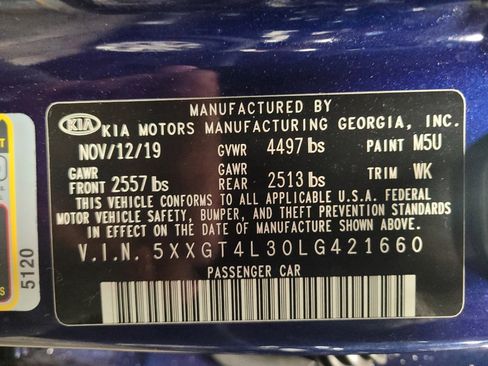 MANUFACTURED BY
KIA KIA MOTORS MANUFACTURING GEORGIA, INC.
NOV/12/19 GVWR 4497 lbs PAINT M5U
GAWR FRONT 2557 lbs GAWR REAR 2513 lbs TRIM WK
THIS VEHICLE CONFORMS TO ALL APPLICABLE U.S.A. FEDERAL
MOTOR VEHICLE SAFETY, BUMPER, AND THEFT PREVENTION STANDARDS
IN EFFECT ON THE DATE OF MANUFACTURE SHOWN ABOVE.
V.I.N. 5XXGT4L30LG421660
PASSENGER CAR
5120